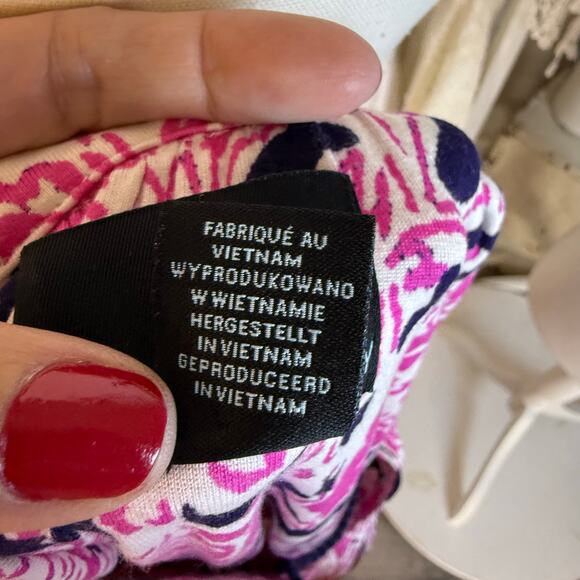 FABRIQUÉ AU
VIETNAM
WYPRODUKOWANO
W WIETNAMIE
HERGESTELLT
IN VIETNAM
GEPRODUCEERD
IN VIETNAM